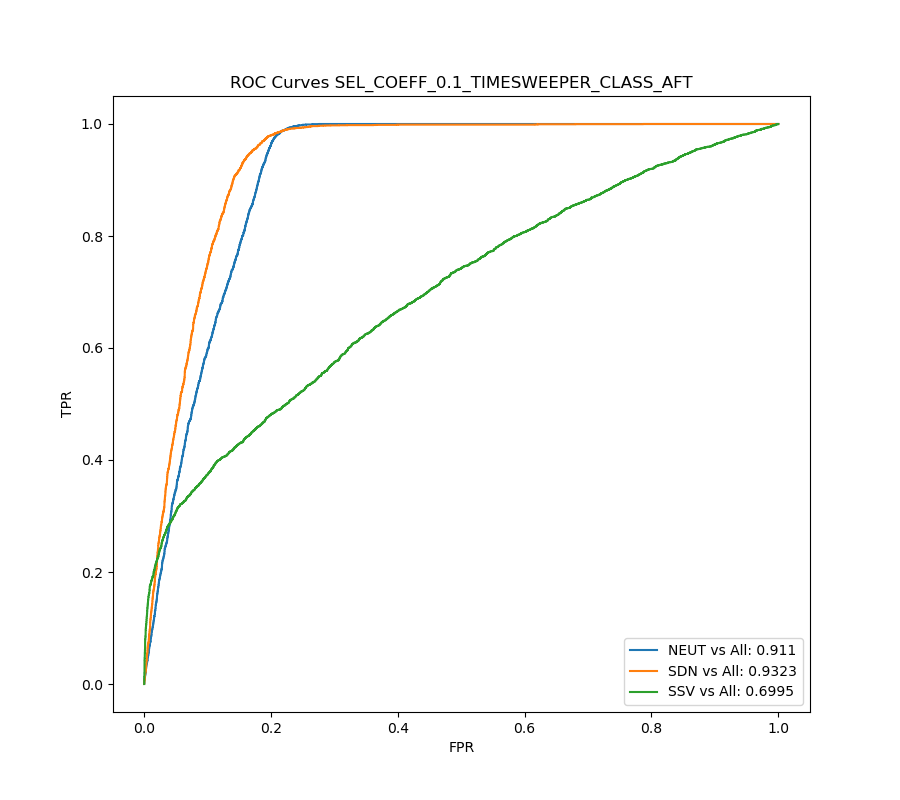 ROC Curves SEL_COEFF_0.1_TIMESWEEPER_CLASS_AFT
1.0
0.8
0.6
0.4
0.2
0.0
TPR
NEUT vs All: 0.911
SDN vs All: 0.9323
SSV vs All: 0.6995
0.0 0.2 0.4 0.6 0.8 1.0
FPR